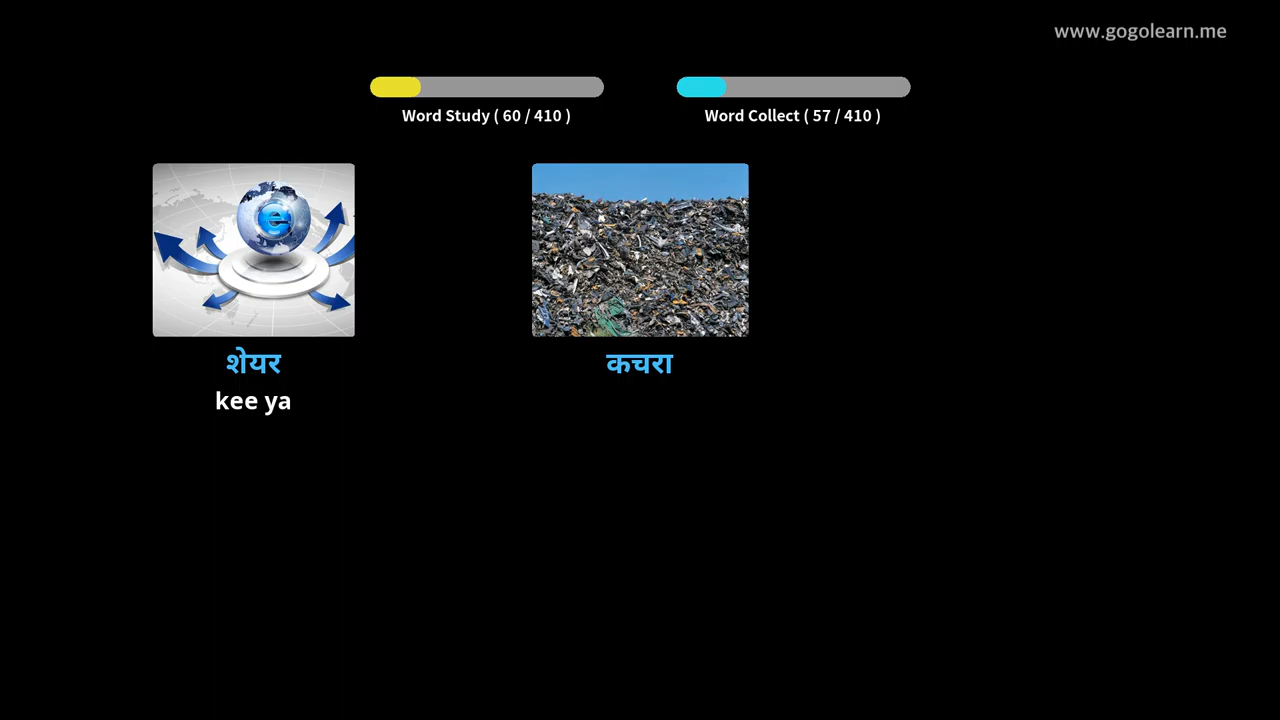 www.gogolearn.me
Word Study ( 60 / 410 )
Word Collect ( 57 / 410 )
e
शेयर
कचरा
kee ya